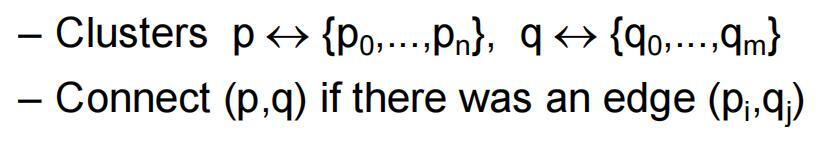 – Clusters p ↔ {p₀,...,pₙ}, q ↔ {q₀,...,qₘ}
– Connect (p,q) if there was an edge (pᵢ,qⱼ)